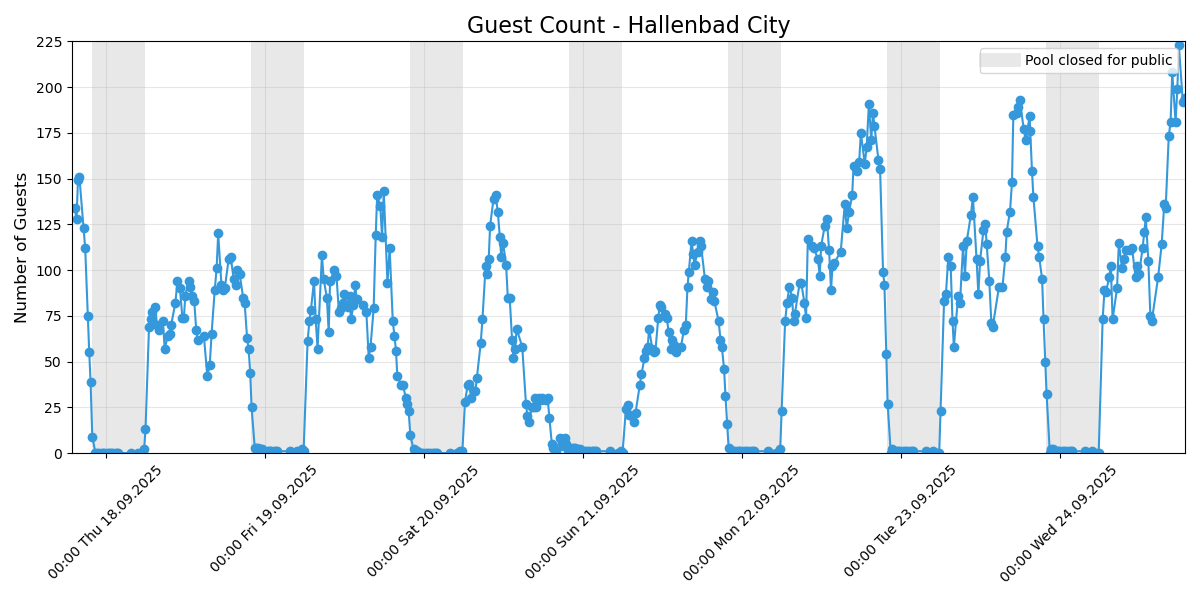 Guest Count - Hallenbad City
Pool closed for public
Number of Guests
225
200
175
150
125
100
75
50
25
0
00:00 Thu 18.09.2025
00:00 Fri 19.09.2025
00:00 Sat 20.09.2025
00:00 Sun 21.09.2025
00:00 Mon 22.09.2025
00:00 Tue 23.09.2025
00:00 Wed 24.09.2025